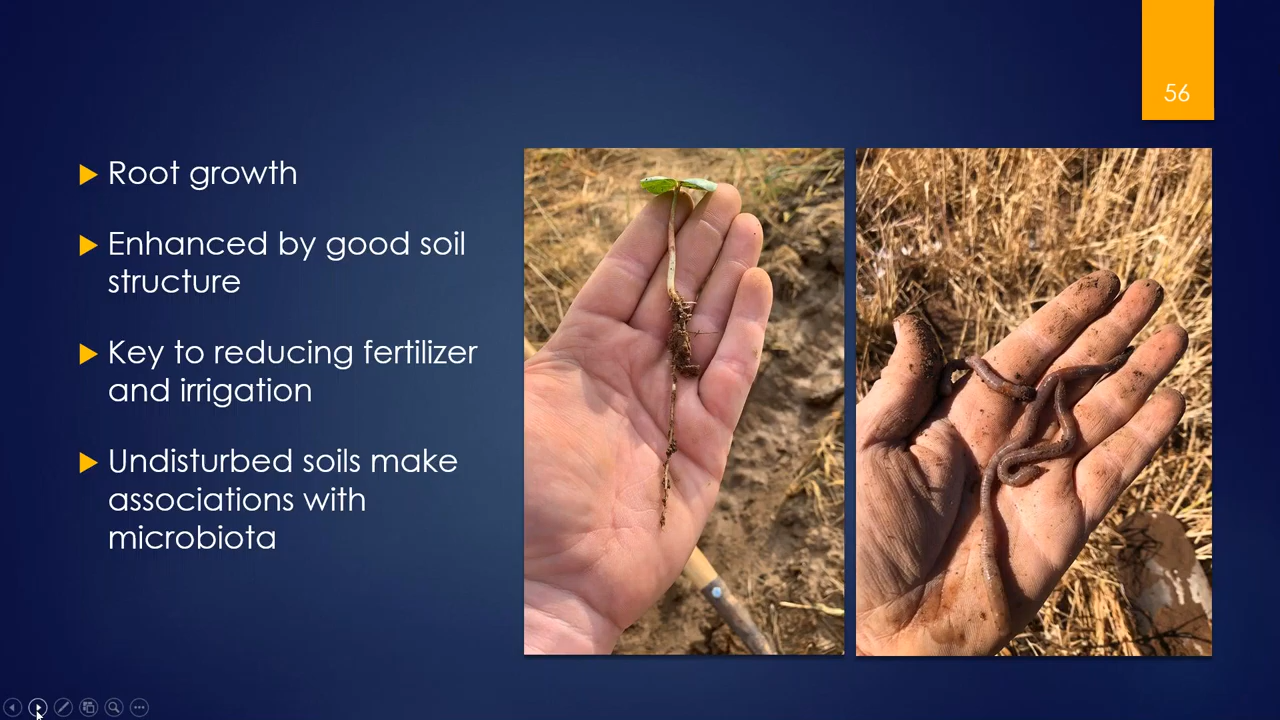 56
Root growth
Enhanced by good soil
structure
Key to reducing fertilizer
and irrigation
Undisturbed soils make
associations with
microbiota